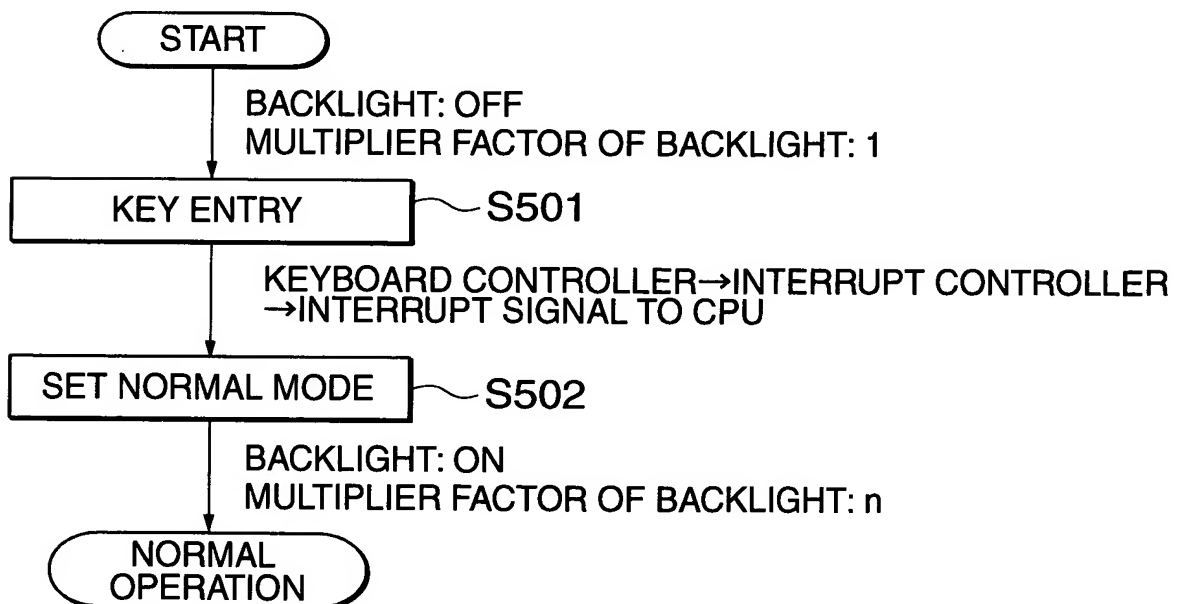 START
BACKLIGHT: OFF
MULTIPLIER FACTOR OF BACKLIGHT: 1
KEY ENTRY
S501
KEYBOARD CONTROLLER→INTERRUPT CONTROLLER
→INTERRUPT SIGNAL TO CPU
SET NORMAL MODE
S502
BACKLIGHT: ON
MULTIPLIER FACTOR OF BACKLIGHT: n
NORMAL
OPERATION